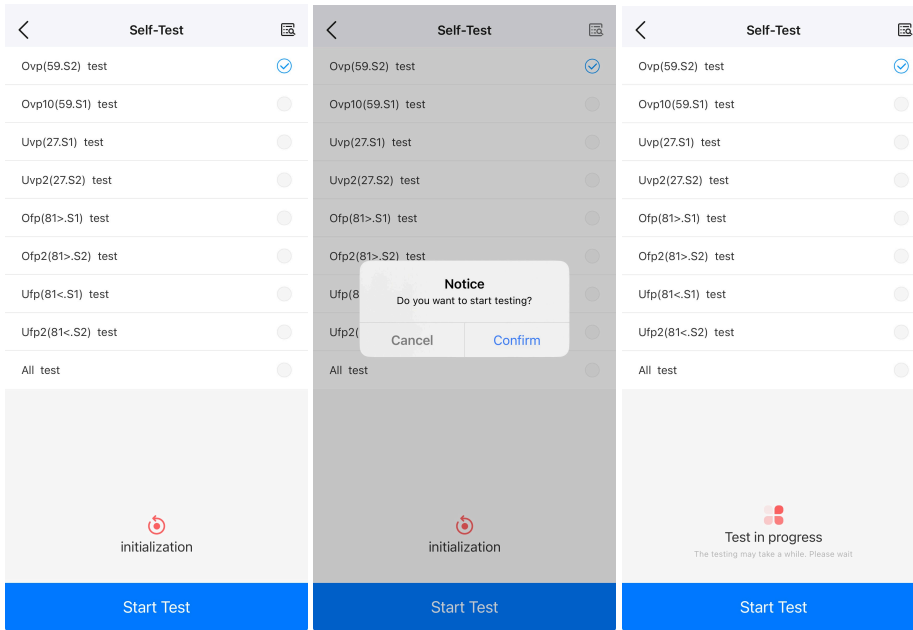 Self-Test
Ovp(59.S2) test
Ovp10(59.S1) test
Uvp(27.S1) test
Uvp2(27.S2) test
Ofp(81>.S1) test
Ofp2(81>.S2) test
Ufp(81<.S1) test
Ufp2(81<.S2) test
All test
initialization
Start Test
Self-Test
Ovp(59.S2) test
Ovp10(59.S1) test
Uvp(27.S1) test
Uvp2(27.S2) test
Ofp(81>.S1) test
Ofp2(81>.S2) test
Ufp(8
Ufp2(
All test
Notice
Do you want to start testing?
Cancel
Confirm
initialization
Start Test
Self-Test
Ovp(59.S2) test
Ovp10(59.S1) test
Uvp(27.S1) test
Uvp2(27.S2) test
Ofp(81>.S1) test
Ofp2(81>.S2) test
Ufp(81<.S1) test
Ufp2(81<.S2) test
All test
Test in progress
The testing may take a while. Please wait
Start Test